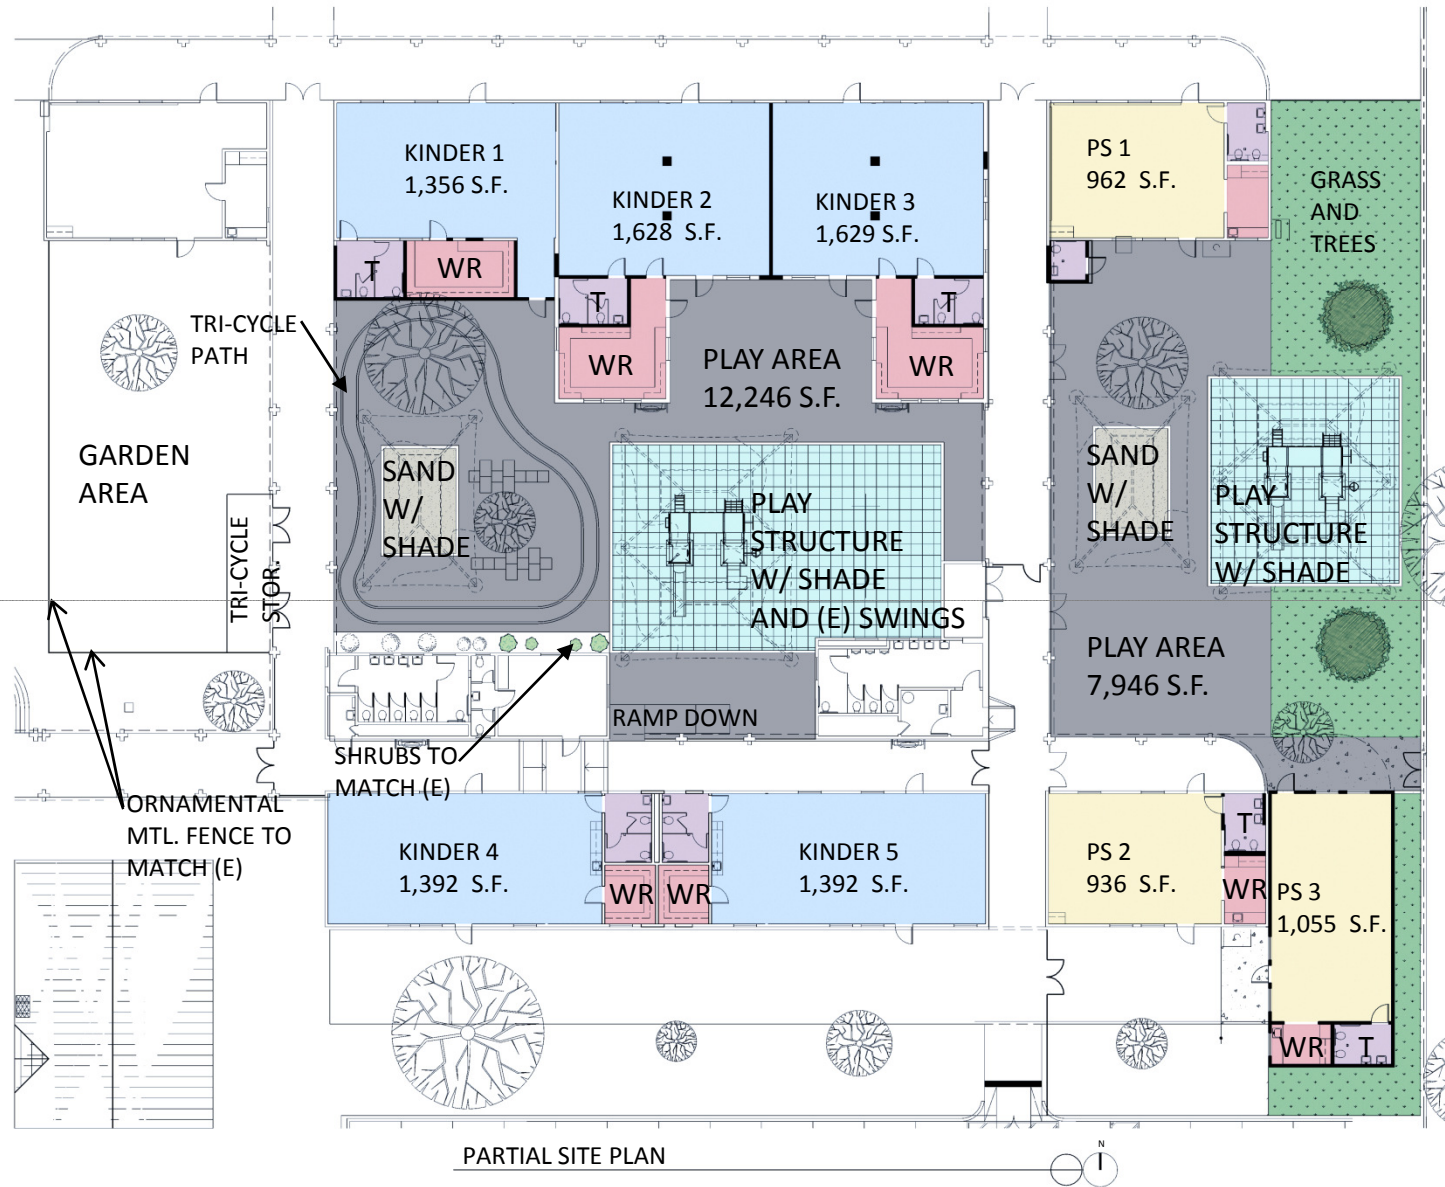 KINDER 1
1,356 S.F.
KINDER 2
1,628 S.F.
KINDER 3
1,629 S.F.
PS 1
962 S.F.
GRASS
AND
TREES
T
WR
T
WR
T
WR
TRI-CYCLE
PATH
PLAY AREA
12,246 S.F.
GARDEN
AREA
SAND
W/
SHADE
PLAY
STRUCTURE
W/ SHADE
AND (E) SWINGS
SAND
W/
SHADE
PLAY
STRUCTURE
W/ SHADE
TRI-CYCLE
STOR.
PLAY AREA
7,946 S.F.
RAMP DOWN
SHRUBS TO
MATCH (E)
ORNAMENTAL
MTL. FENCE TO
MATCH (E)
KINDER 4
1,392 S.F.
WR
WR
KINDER 5
1,392 S.F.
PS 2
936 S.F.
T
WR
PS 3
1,055 S.F.
WR
T
PARTIAL SITE PLAN
N
1